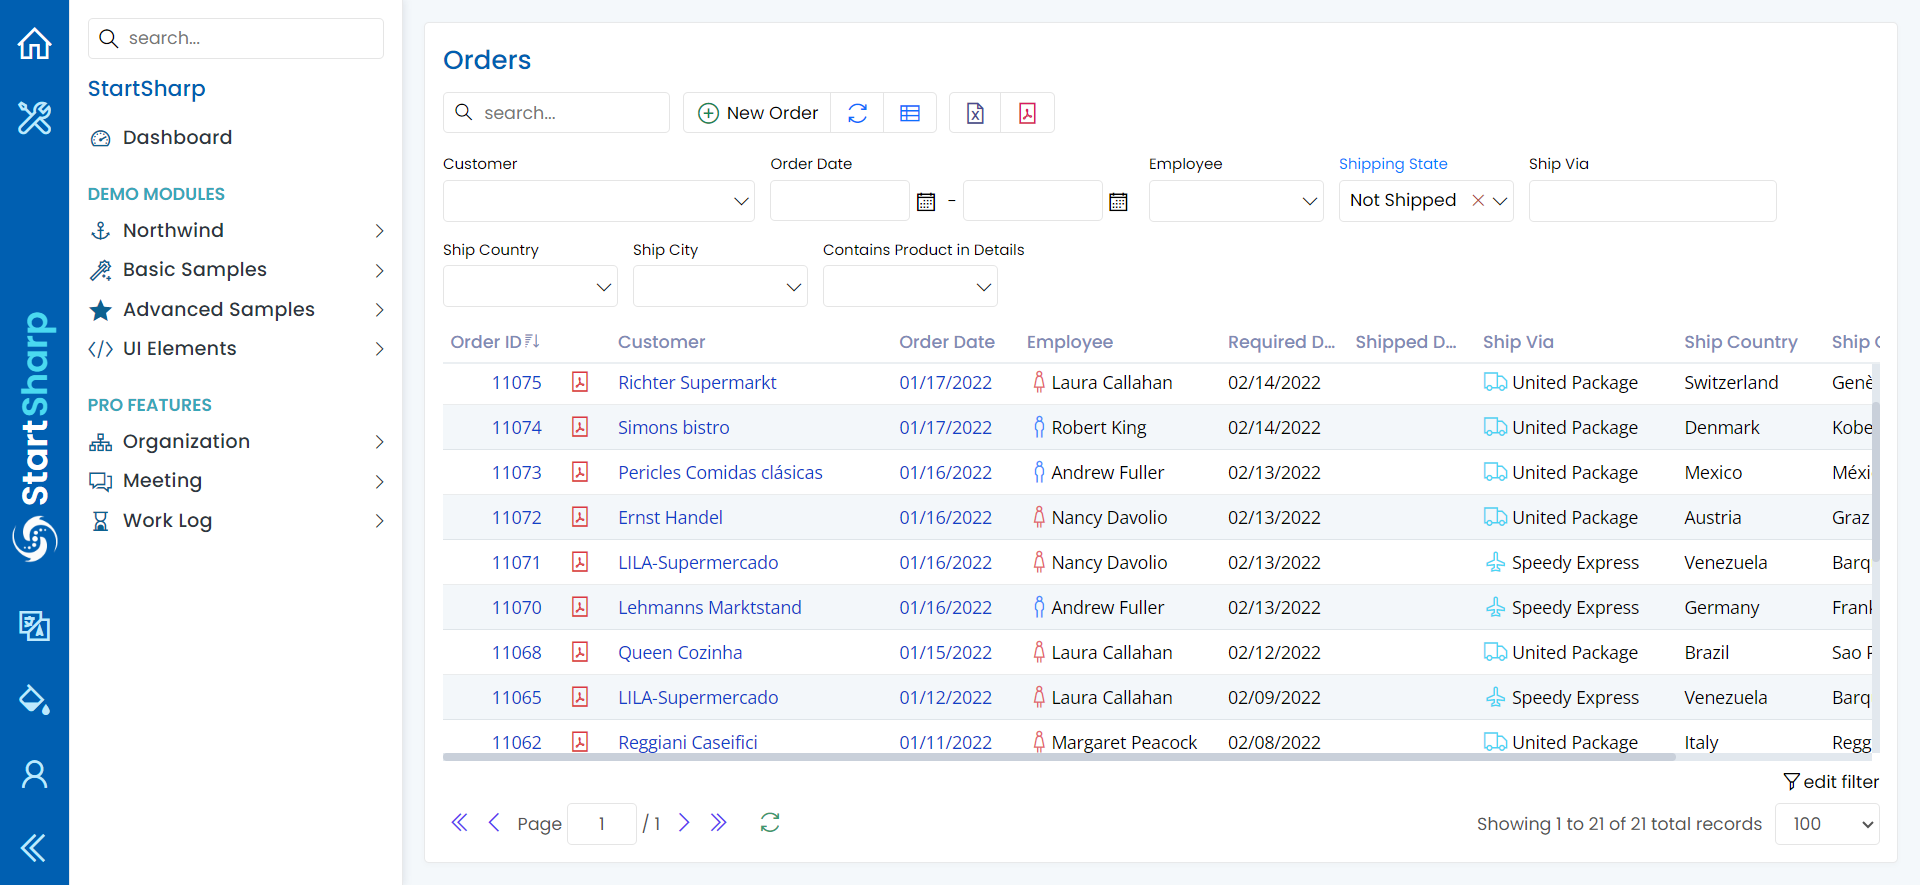 search...
StartSharp
Dashboard
DEMO MODULES
Northwind
Basic Samples
Advanced Samples
UI Elements
PRO FEATURES
Organization
Meeting
Work Log
StartSharp
Orders
search...
New Order
Customer
Order Date
Employee
Shipping State
Ship Via
-
Not Shipped
Ship Country
Ship City
Contains Product in Details
Order ID Customer Order Date Employee Required D... Shipped D... Ship Via Ship Country Ship
11075 Richter Supermarkt 01/17/2022 Laura Callahan 02/14/2022 United Package Switzerland Genè
11074 Simons bistro 01/17/2022 Robert King 02/14/2022 United Package Denmark Kobe
11073 Pericles Comidas clásicas 01/16/2022 Andrew Fuller 02/13/2022 United Package Mexico Méxi
11072 Ernst Handel 01/16/2022 Nancy Davolio 02/13/2022 United Package Austria Graz
11071 LILA-Supermercado 01/16/2022 Nancy Davolio 02/13/2022 Speedy Express Venezuela Barq
11070 Lehmanns Marktstand 01/16/2022 Andrew Fuller 02/13/2022 Speedy Express Germany Frank
11068 Queen Cozinha 01/15/2022 Laura Callahan 02/12/2022 United Package Brazil Sao P
11065 LILA-Supermercado 01/12/2022 Laura Callahan 02/09/2022 Speedy Express Venezuela Barq
11062 Reggiani Caseifici 01/11/2022 Margaret Peacock 02/08/2022 United Package Italy Regg
edit filter
Page 1 / 1
Showing 1 to 21 of 21 total records
100